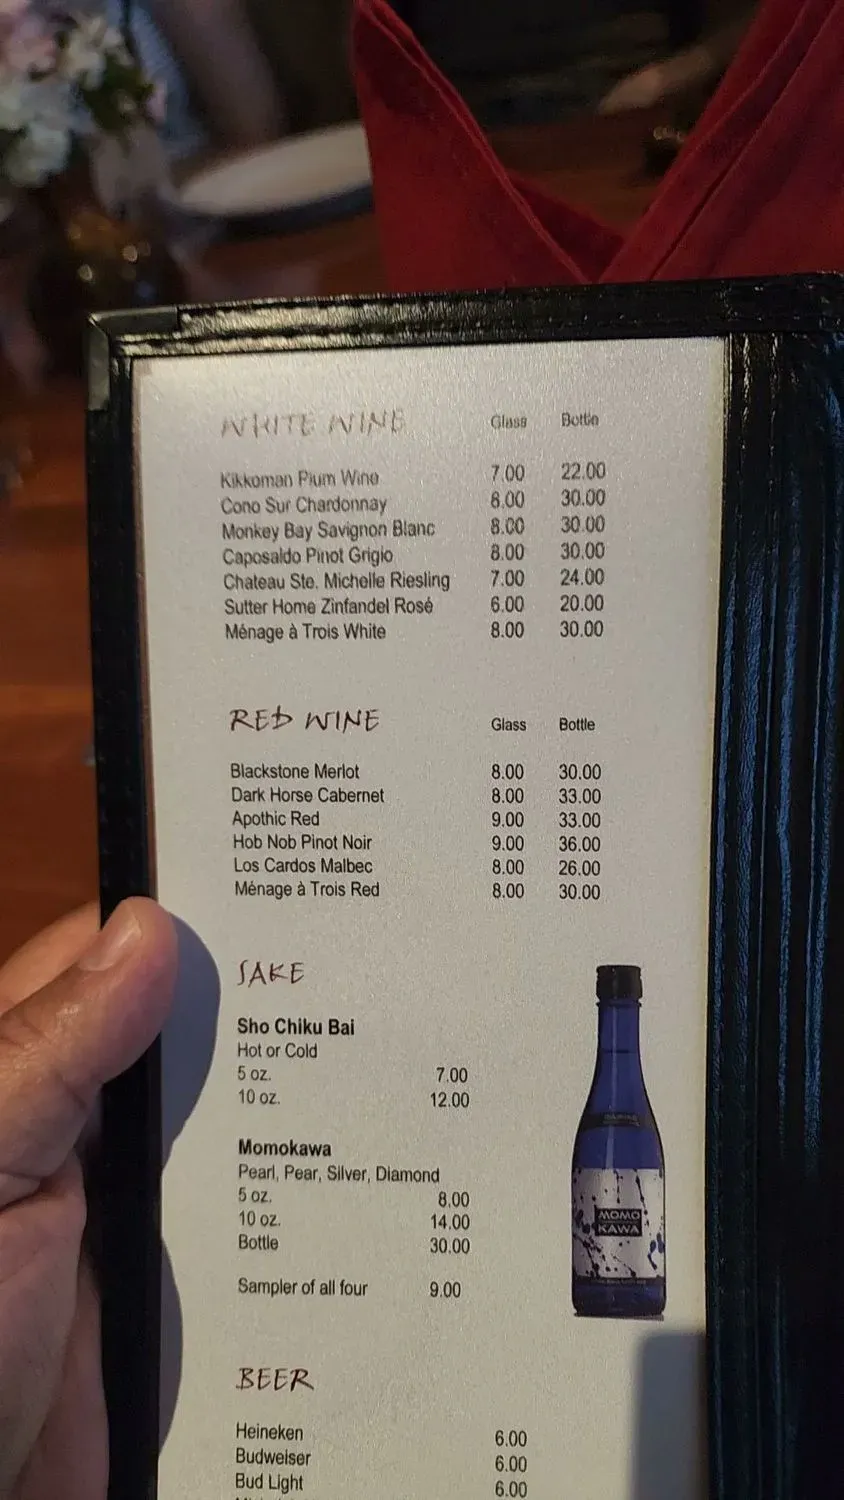 WHITE WINE Glass Bottle
Kikkoman Plum Wine 7.00 22.00
Cono Sur Chardonnay 8.00 30.00
Monkey Bay Savignon Blanc 8.00 30.00
Caposaldo Pinot Grigio 8.00 30.00
Chateau Ste. Michelle Riesling 7.00 24.00
Sutter Home Zinfandel Rosé 6.00 20.00
Ménage à Trois White 8.00 30.00
RED WINE Glass Bottle
Blackstone Merlot 8.00 30.00
Dark Horse Cabernet 8.00 33.00
Apothic Red 9.00 33.00
Hob Nob Pinot Noir 9.00 36.00
Los Cardos Malbec 8.00 26.00
Ménage à Trois Red 8.00 30.00
SAKE
Sho Chiku Bai
Hot or Cold
5 oz. 7.00
10 oz. 12.00
Momokawa
Pearl, Pear, Silver, Diamond
5 oz. 8.00
10 oz. 14.00
Bottle 30.00
Sampler of all four 9.00
MOMO
KAWA
BEER
Heineken 6.00
Budweiser 6.00
Bud Light 6.00